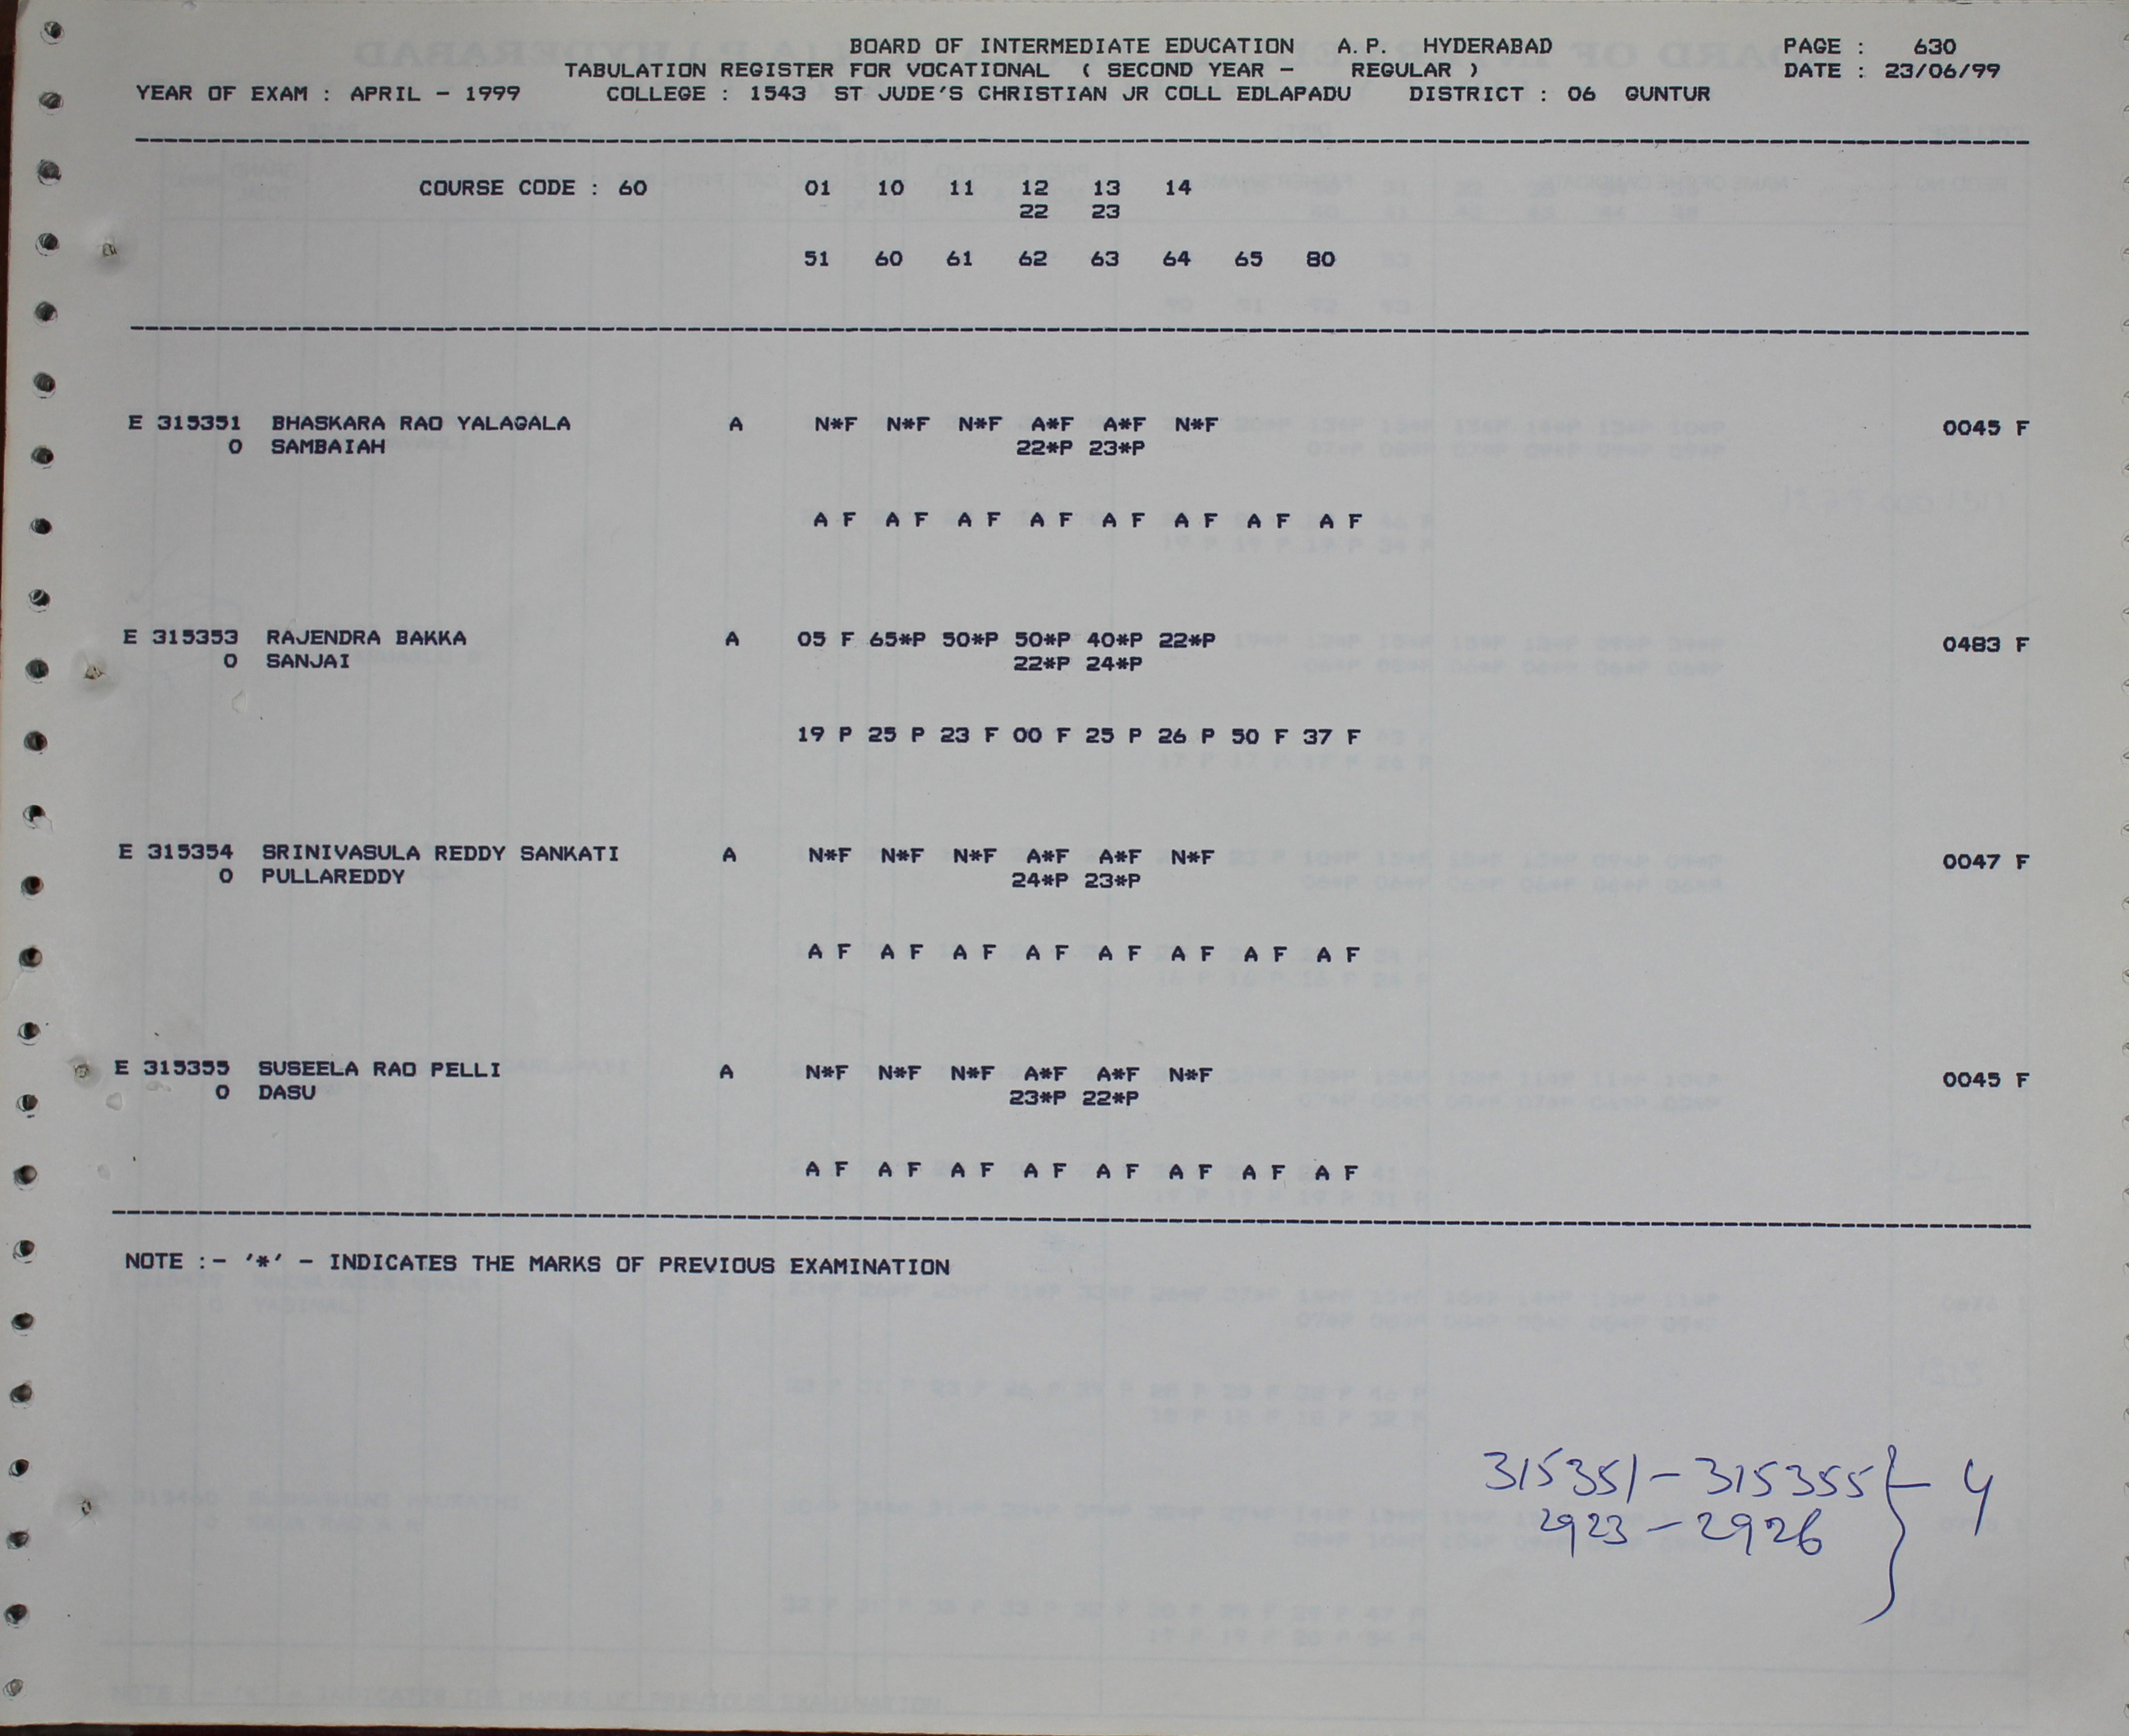 BOARD OF INTERMEDIATE EDUCATION A.P. HYDERABAD PAGE : 630
TABULATION REGISTER FOR VOCATIONAL ( SECOND YEAR - REGULAR ) DATE : 23/06/99
YEAR OF EXAM : APRIL - 1999 COLLEGE : 1543 ST JUDE'S CHRISTIAN JR COLL EDLAPADU DISTRICT : 06 GUNTUR
COURSE CODE : 60 01 10 11 12 13 14
22 23
51 60 61 62 63 64 65 80
E 315351 BHASKARA RAO YALAGALA A N*F N*F N*F A*F A*F N*F 0045 F
0 SAMBAIAH 22*P 23*P
A F A F A F A F A F A F A F A F
E 315353 RAJENDRA BAKKA A 05 F 65*P 50*P 50*P 40*P 22*P 0483 F
0 SANJAI 22*P 24*P
19 P 25 P 23 F 00 F 25 P 26 P 50 F 37 F
E 315354 SRINIVASULA REDDY SANKATI A N*F N*F N*F A*F A*F N*F 0047 F
0 PULLAREDDY 24*P 23*P
A F A F A F A F A F A F A F A F
E 315355 SUSEELA RAO PELLI A N*F N*F N*F A*F A*F N*F 0045 F
0 DASU 23*P 22*P
A F A F A F A F A F A F A F A F
NOTE :- '*' - INDICATES THE MARKS OF PREVIOUS EXAMINATION
315351 - 315355 } - 4
2923 - 2926